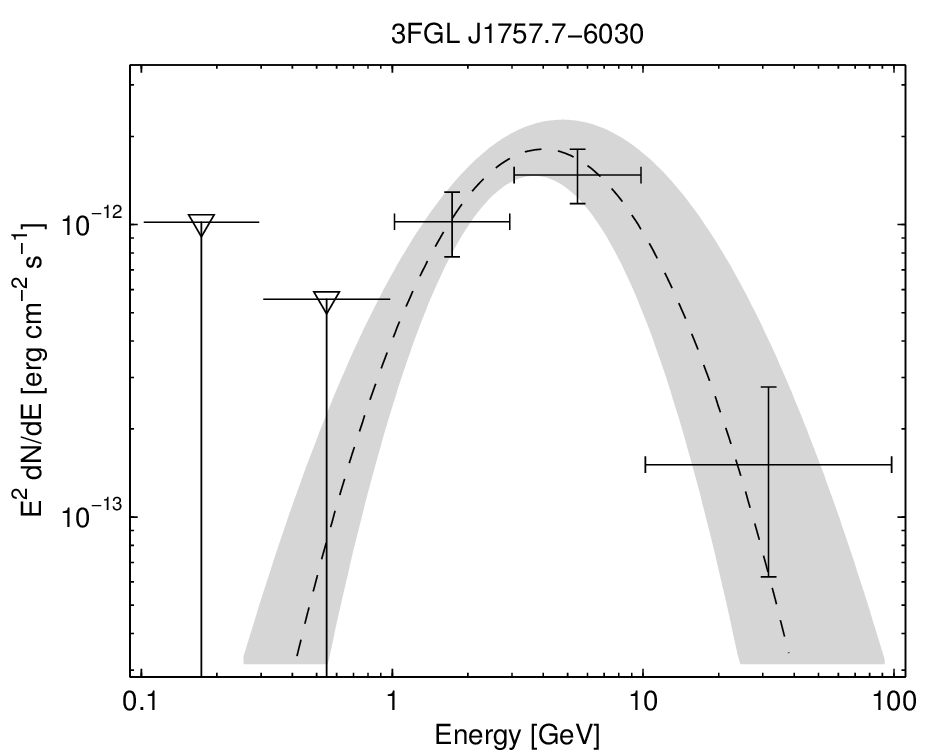 3FGL J1757.7−6030
E² dN/dE [erg cm⁻² s⁻¹]
10⁻¹²
10⁻¹³
0.1 1 10 100
Energy [GeV]